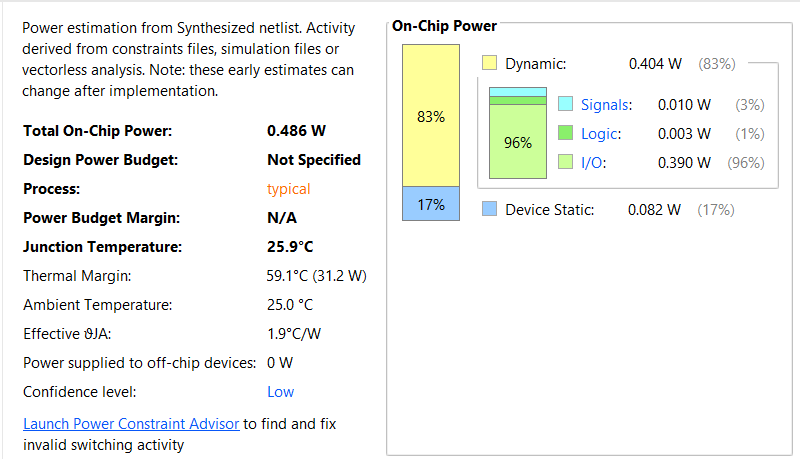 Power estimation from Synthesized netlist. Activity
derived from constraints files, simulation files or
vectorless analysis. Note: these early estimates can
change after implementation.
Total On-Chip Power: 0.486 W
Design Power Budget: Not Specified
Process: typical
Power Budget Margin: N/A
Junction Temperature: 25.9°C
Thermal Margin: 59.1°C (31.2 W)
Ambient Temperature: 25.0 °C
Effective ϑJA: 1.9°C/W
Power supplied to off-chip devices: 0 W
Confidence level: Low
Launch Power Constraint Advisor to find and fix
invalid switching activity
On-Chip Power
83%
17%
Dynamic: 0.404 W (83%)
96%
Signals: 0.010 W (3%)
Logic: 0.003 W (1%)
I/O: 0.390 W (96%)
Device Static: 0.082 W (17%)